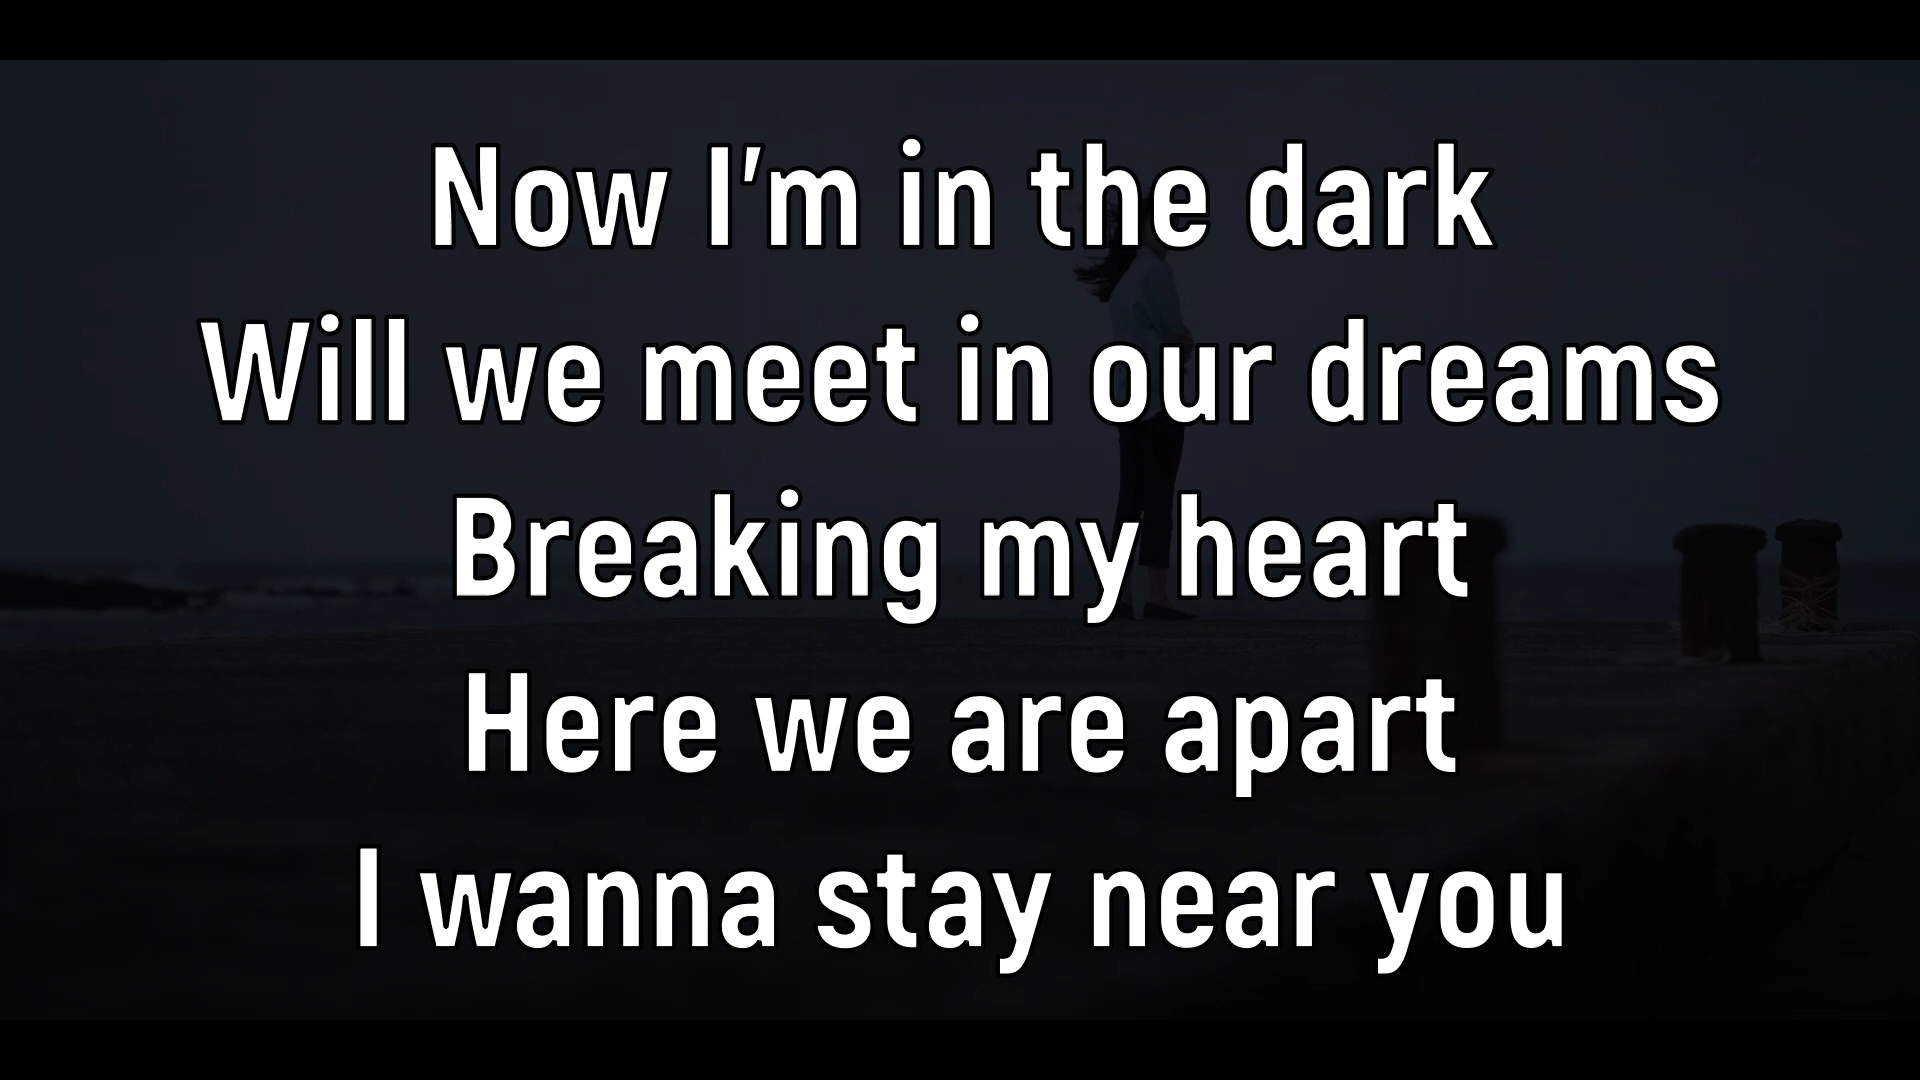 Now I'm in the dark
Will we meet in our dreams
Breaking my heart
Here we are apart
I wanna stay near you